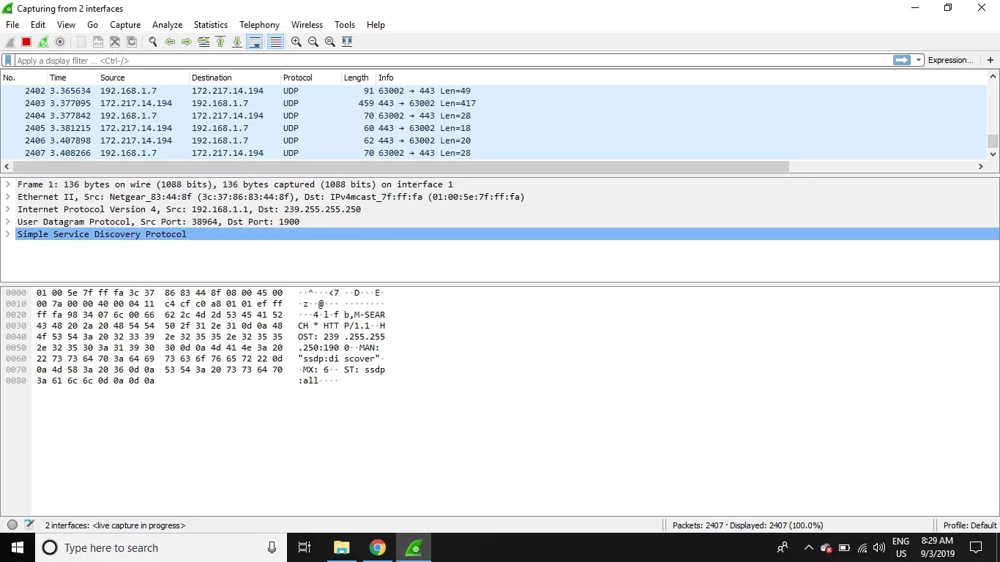 Capturing from 2 interfaces
File Edit View Go Capture Analyze Statistics Telephony Wireless Tools Help
Apply a display filter ... <Ctrl-/> Expression... +
No. Time Source Destination Protocol Length Info
2402 3.365634 192.168.1.7 172.217.14.194 UDP 91 63002 → 443 Len=49
2403 3.377095 172.217.14.194 192.168.1.7 UDP 459 443 → 63002 Len=417
2404 3.377842 192.168.1.7 172.217.14.194 UDP 70 63002 → 443 Len=28
2405 3.381215 172.217.14.194 192.168.1.7 UDP 60 443 → 63002 Len=18
2406 3.407898 172.217.14.194 192.168.1.7 UDP 62 443 → 63002 Len=20
2407 3.408266 192.168.1.7 172.217.14.194 UDP 70 63002 → 443 Len=28
Frame 1: 136 bytes on wire (1088 bits), 136 bytes captured (1088 bits) on interface 1
Ethernet II, Src: Netgear_83:44:8f (3c:37:86:83:44:8f), Dst: IPv4mcast_7f:ff:fa (01:00:5e:7f:ff:fa)
Internet Protocol Version 4, Src: 192.168.1.1, Dst: 239.255.255.250
User Datagram Protocol, Src Port: 38964, Dst Port: 1900
Simple Service Discovery Protocol
0000 01 00 5e 7f ff fa 3c 37 86 83 44 8f 08 00 45 00 ··^···<7 ··D···E·
0010 00 7a 00 00 40 00 04 11 c4 cf c0 a8 01 01 ef ff ·z··@··· ········
0020 ff fa 98 34 07 6c 00 66 62 2c 4d 2d 53 45 41 52 ···4·l·f b,M-SEAR
0030 43 48 20 2a 20 48 54 54 50 2f 31 2e 31 0d 0a 48 CH * HTT P/1.1··H
0040 4f 53 54 3a 20 32 33 39 2e 32 35 35 2e 32 35 35 OST: 239 .255.255
0050 2e 32 35 30 3a 31 39 30 30 0d 0a 4d 41 4e 3a 20 .250:190 0··MAN:
0060 22 73 73 64 70 3a 64 69 73 63 6f 76 65 72 22 0d "ssdp:di scover"·
0070 0a 4d 58 3a 20 36 0d 0a 53 54 3a 20 73 73 64 70 ·MX: 6·· ST: ssdp
0080 3a 61 6c 6c 0d 0a 0d 0a :all····
2 interfaces: <live capture in progress> Packets: 2407 · Displayed: 2407 (100.0%) Profile: Default
Type here to search
ENG 8:29 AM
US 9/3/2019